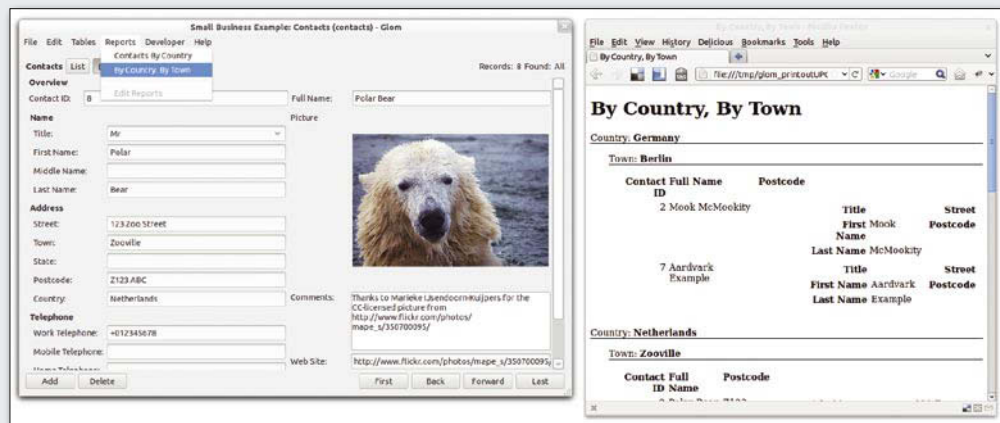 Small Business Example: Contacts (contacts) - Glom
File Edit Tables Reports Developer Help
Contacts By Country
By Country, By Town
Edit Reports
Contacts List
Records: 8 Found: All
Overview
Contact ID: 8
Full Name: Polar Bear
Name
Picture
Title: Mr
First Name: Polar
Middle Name:
Last Name: Bear
Address
Street: 123 Zoo Street
Town: Zooville
State:
Postcode: Z123 ABC
Country: Netherlands
Comments: Thanks to Marieke IJsendoorn-Kuijpers for the
CC-licensed picture from
http://www.flickr.com/photos/
mape_s/350700095/
Telephone
Work Telephone: +012345678
Mobile Telephone:
Home Telephone:
Web Site: http://www.flickr.com/photos/mape_s/350700095/
Add Delete First Back Forward Last
By Country, By Town - Mozilla Firefox
File Edit View History Delicious Bookmarks Tools Help
By Country, By Town
file:///tmp/glom_printout
Google
By Country, By Town
Country: Germany
Town: Berlin
Contact ID Full Name Postcode
2 Mook McMookity Title Street
First Name Mook Postcode
Last Name McMookity
7 Aardvark Example Title Street
First Name Aardvark Postcode
Last Name Example
Country: Netherlands
Town: Zooville
Contact ID Full Name Postcode